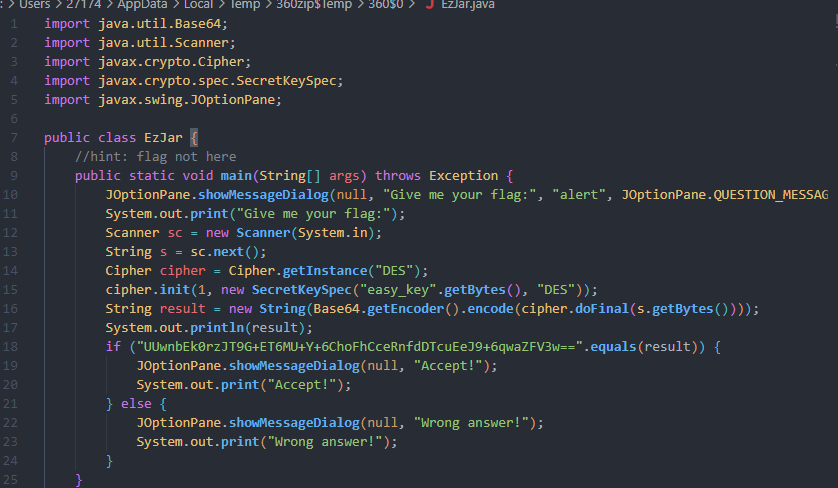 : > Users > 27174 > AppData > Local > Temp > 360zip$Temp > 360$0 > J EzJar.java
1 import java.util.Base64;
2 import java.util.Scanner;
3 import javax.crypto.Cipher;
4 import javax.crypto.spec.SecretKeySpec;
5 import javax.swing.JOptionPane;
6
7 public class EzJar {
8 //hint: flag not here
9 public static void main(String[] args) throws Exception {
10 JOptionPane.showMessageDialog(null, "Give me your flag:", "alert", JOptionPane.QUESTION_MESSAG
11 System.out.print("Give me your flag:");
12 Scanner sc = new Scanner(System.in);
13 String s = sc.next();
14 Cipher cipher = Cipher.getInstance("DES");
15 cipher.init(1, new SecretKeySpec("easy_key".getBytes(), "DES"));
16 String result = new String(Base64.getEncoder().encode(cipher.doFinal(s.getBytes())));
17 System.out.println(result);
18 if ("UUwnbEk0rzJT9G+ET6MU+Y+6ChoFhCceRnfdDTcuEeJ9+6qwaZFV3w==".equals(result)) {
19 JOptionPane.showMessageDialog(null, "Accept!");
20 System.out.print("Accept!");
21 } else {
22 JOptionPane.showMessageDialog(null, "Wrong answer!");
23 System.out.print("Wrong answer!");
24 }
25 }